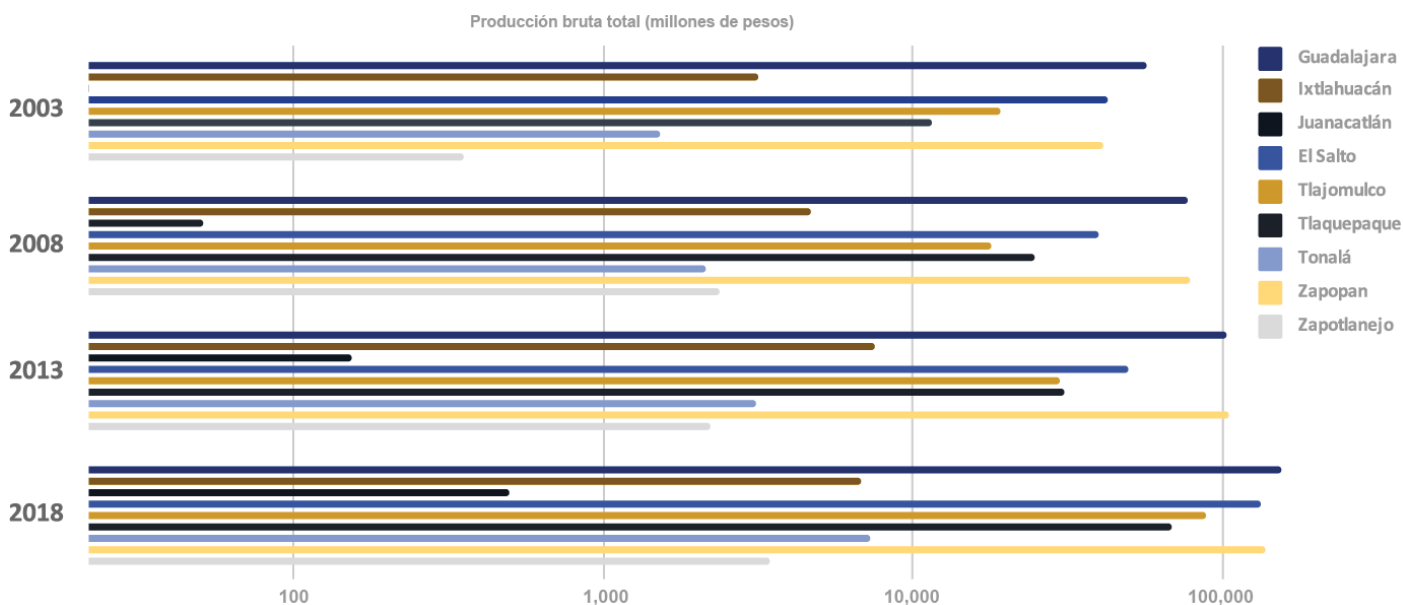 Producción bruta total (millones de pesos)
2003
2008
2013
2018
100
1,000
10,000
100,000
Guadalajara
Ixtlahuacán
Juanacatlán
El Salto
Tlajomulco
Tlaquepaque
Tonalá
Zapopan
Zapotlanejo